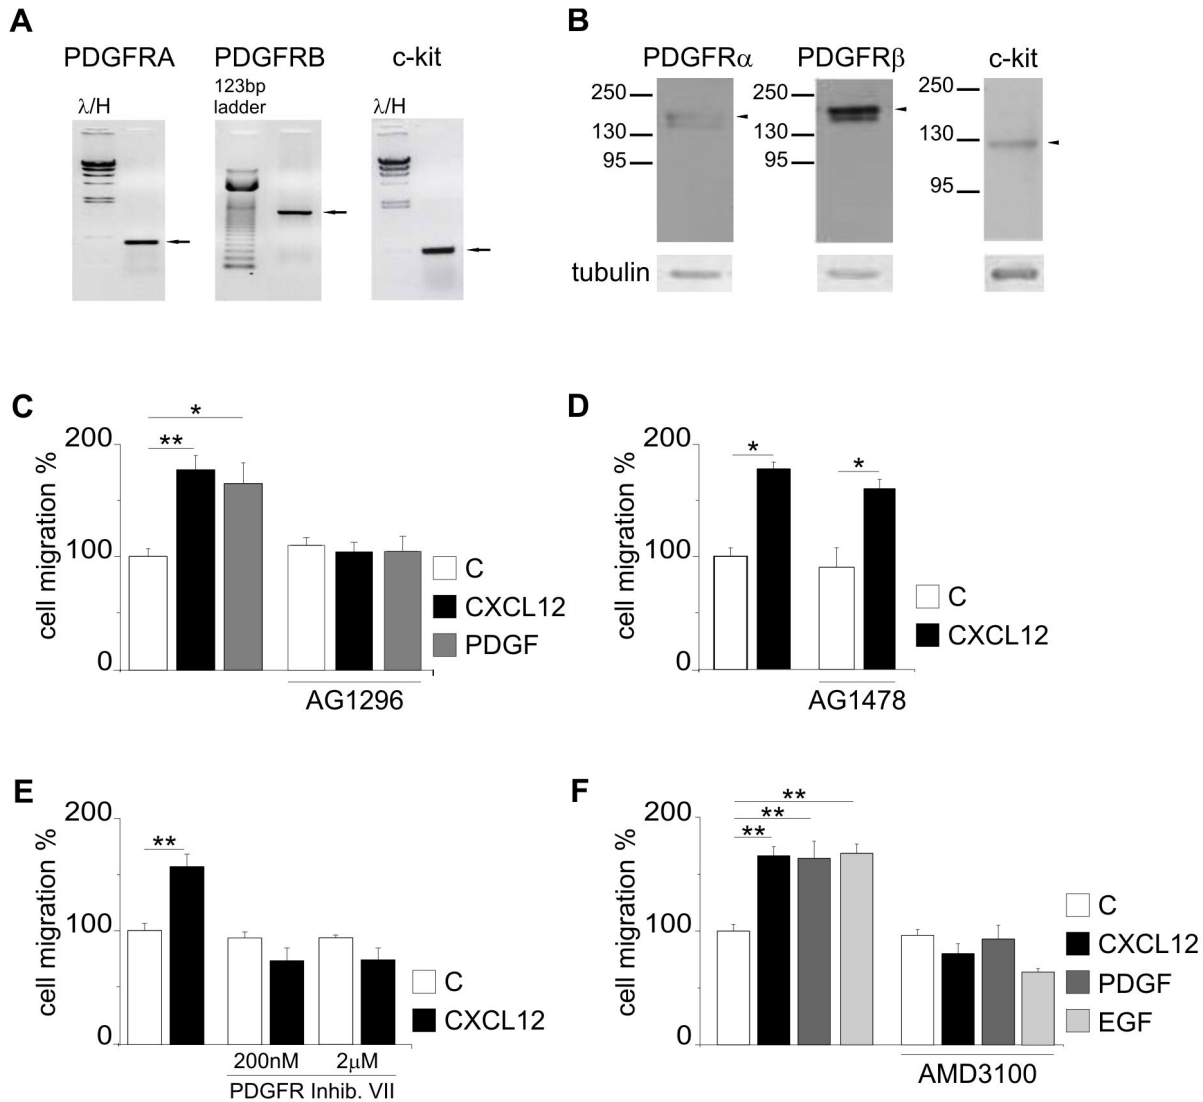 A
PDGFRA
PDGFRB
c-kit
λ/H
123bp
ladder
λ/H
B
PDGFRα
PDGFRβ
c-kit
250
130
95
250
130
95
250
130
95
tubulin
C
cell migration %
200
100
0
*
**
AG1296
C
CXCL12
PDGF
D
cell migration %
200
100
0
*
*
AG1478
C
CXCL12
E
cell migration %
200
100
0
**
200nM
2μM
PDGFR Inhib. VII
C
CXCL12
F
cell migration %
200
100
0
**
**
**
AMD3100
C
CXCL12
PDGF
EGF